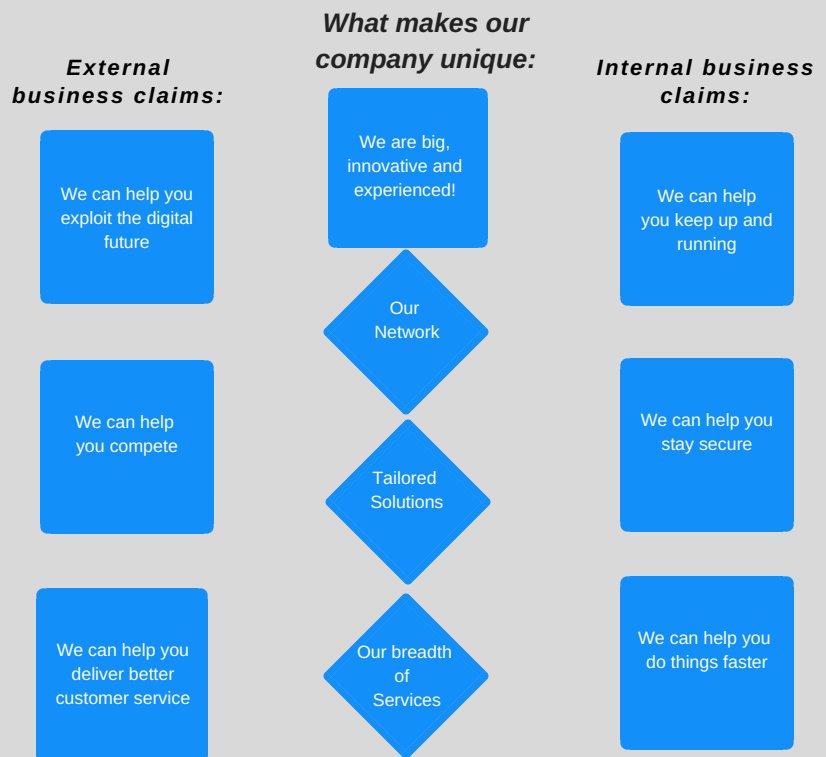 What makes our
company unique:
External
business claims:
Internal business
claims:
We are big,
innovative and
experienced!
We can help you
exploit the digital
future
We can help
you keep up and
running
Our
Network
We can help
you compete
We can help you
stay secure
Tailored
Solutions
We can help you
deliver better
customer service
Our breadth
of
Services
We can help you
do things faster